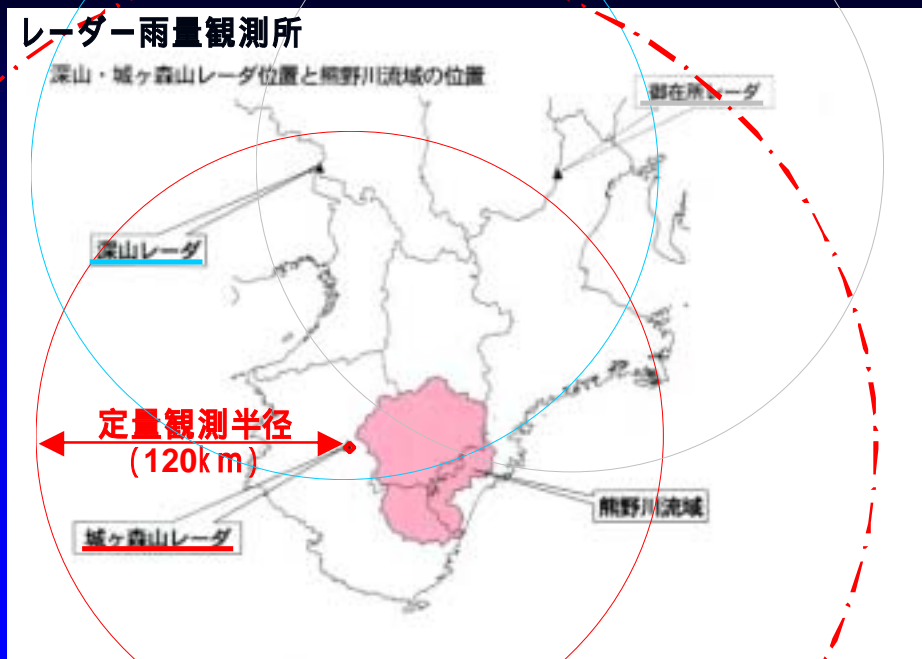 レーダー雨量観測所
深山・城ヶ森山レーダ位置と熊野川流域の位置
御在所レーダ
深山レーダ
定量観測半径
(120km)
熊野川流域
城ヶ森山レーダ